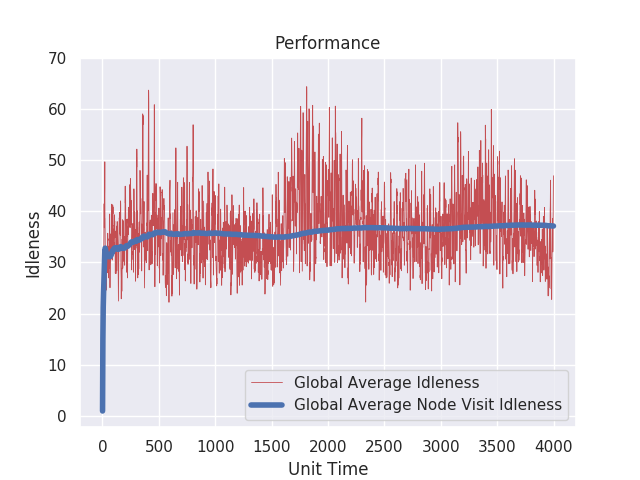 Performance
70
60
50
40
30
20
10
0
Idleness
0 500 1000 1500 2000 2500 3000 3500 4000
Unit Time
Global Average Idleness
Global Average Node Visit Idleness